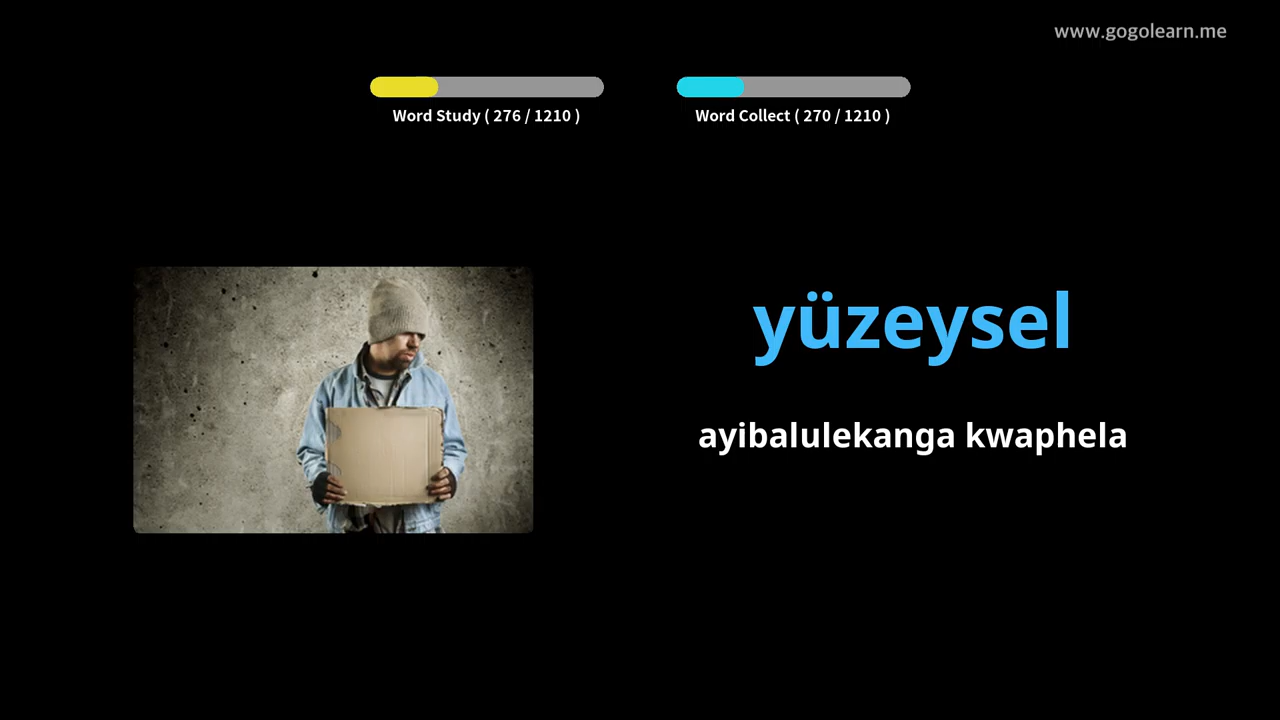 www.gogolearn.me
Word Study ( 276 / 1210 )
Word Collect ( 270 / 1210 )
yüzeysel
ayibalulekanga kwaphela